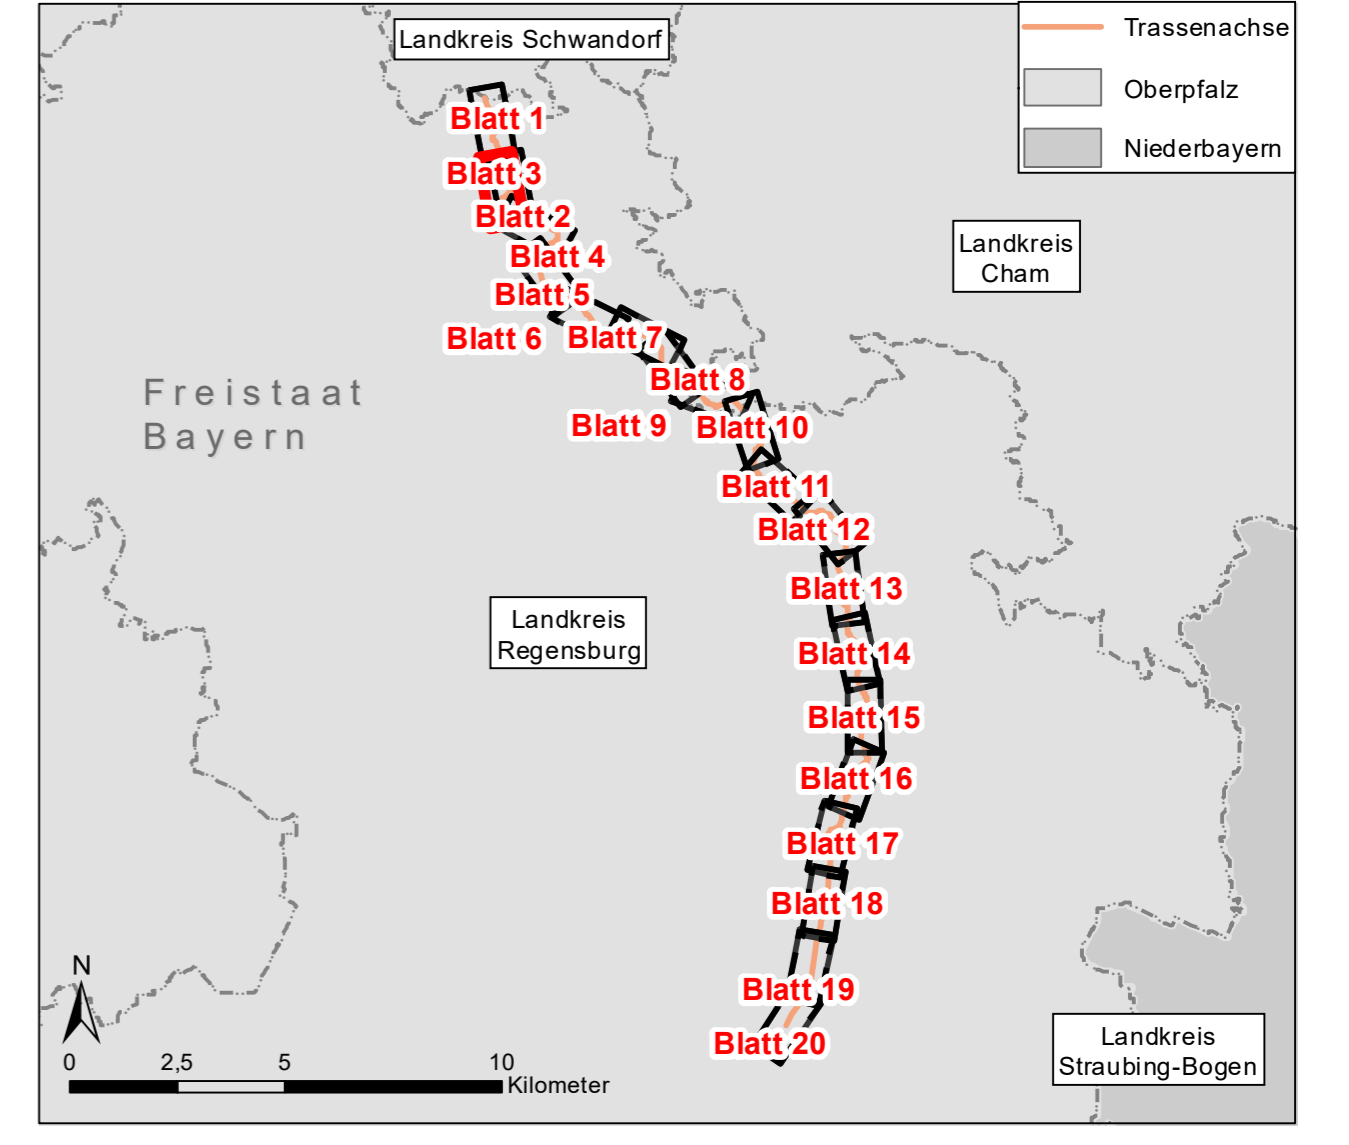 Landkreis Schwandorf
Trassenachse
Oberpfalz
Niederbayern
Blatt 1
Blatt 3
Blatt 2
Blatt 4
Blatt 5
Blatt 6
Blatt 7
Blatt 8
Blatt 9
Blatt 10
Blatt 11
Blatt 12
Blatt 13
Blatt 14
Blatt 15
Blatt 16
Blatt 17
Blatt 18
Blatt 19
Blatt 20
Landkreis
Cham
Freistaat
Bayern
Landkreis
Regensburg
Landkreis
Straubing-Bogen
N
0 2,5 5 10
Kilometer